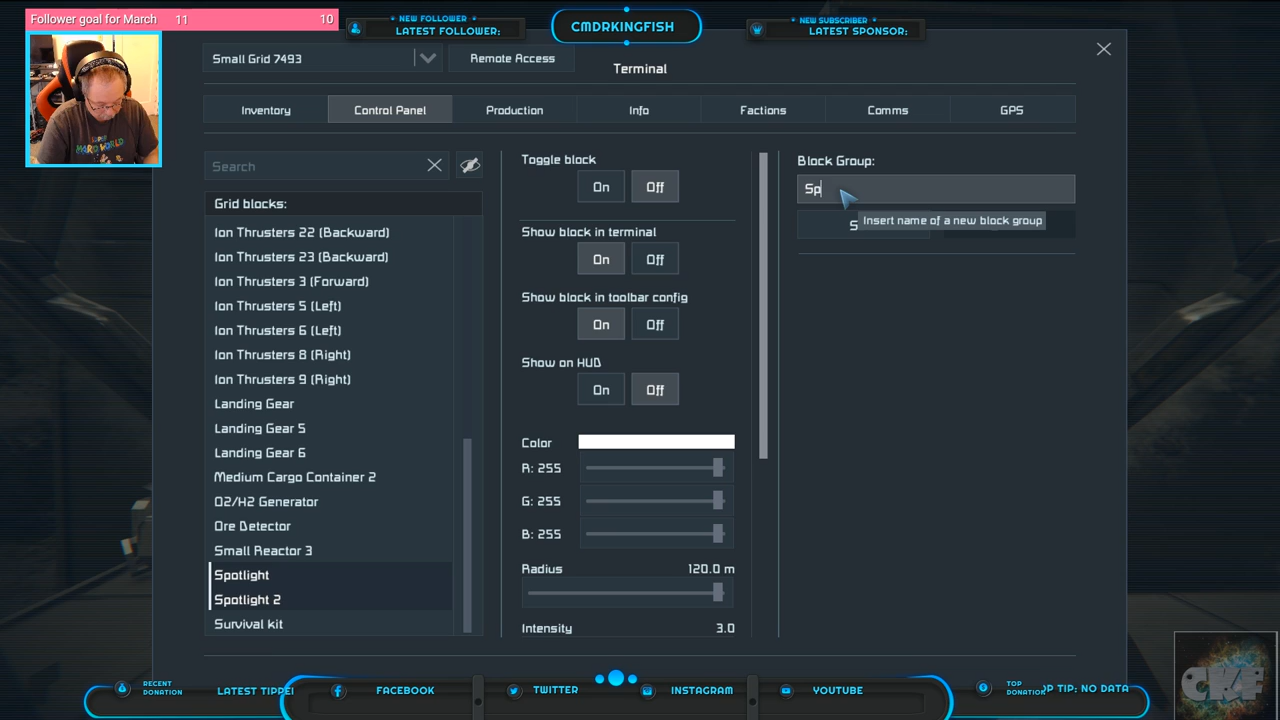 Follower goal for March 11 10
NEW FOLLOWER
LATEST FOLLOWER:
CMDRKINGFISH
NEW SUBSCRIBER
LATEST SPONSOR:
Small Grid 7493
Remote Access
Terminal
Inventory
Control Panel
Production
Info
Factions
Comms
GPS
Search
Grid blocks:
Ion Thrusters 22 (Backward)
Ion Thrusters 23 (Backward)
Ion Thrusters 3 (Forward)
Ion Thrusters 5 (Left)
Ion Thrusters 6 (Left)
Ion Thrusters 8 (Right)
Ion Thrusters 9 (Right)
Landing Gear
Landing Gear 5
Landing Gear 6
Medium Cargo Container 2
O2/H2 Generator
Ore Detector
Small Reactor 3
Spotlight
Spotlight 2
Survival kit
Toggle block
On Off
Show block in terminal
On Off
Show block in toolbar config
On Off
Show on HUD
On Off
Color
R: 255
G: 255
B: 255
Radius 120.0 m
Intensity 3.0
Block Group:
Sp
S
Insert name of a new block group
RECENT
DONATION
LATEST TIPPE
FACEBOOK
TWITTER
INSTAGRAM
YOUTUBE
TOP
DONATION
OP TIP: NO DATA
CKF